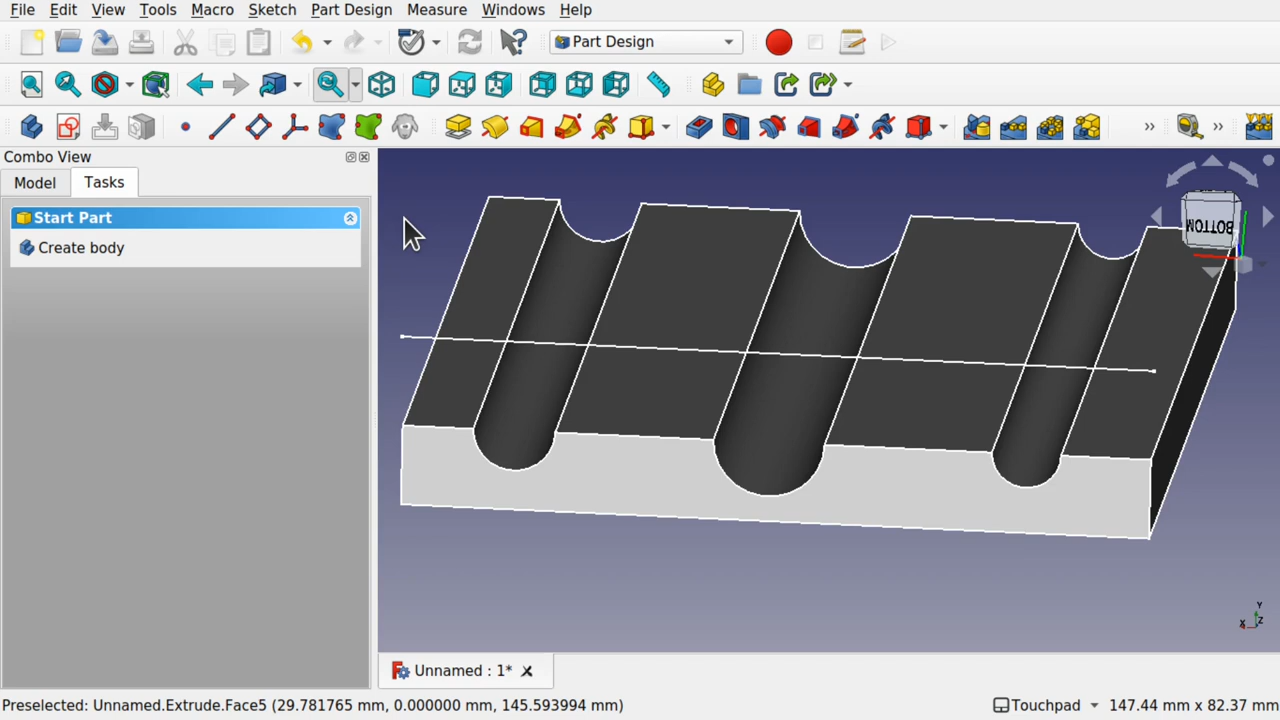 File Edit View Tools Macro Sketch Part Design Measure Windows Help
Part Design
Combo View
Model Tasks
Start Part
Create body
BOTTOM
Y
X Z
Unnamed : 1*
Preselected: Unnamed.Extrude.Face5 (29.781765 mm, 0.000000 mm, 145.593994 mm) Touchpad 147.44 mm x 82.37 mm